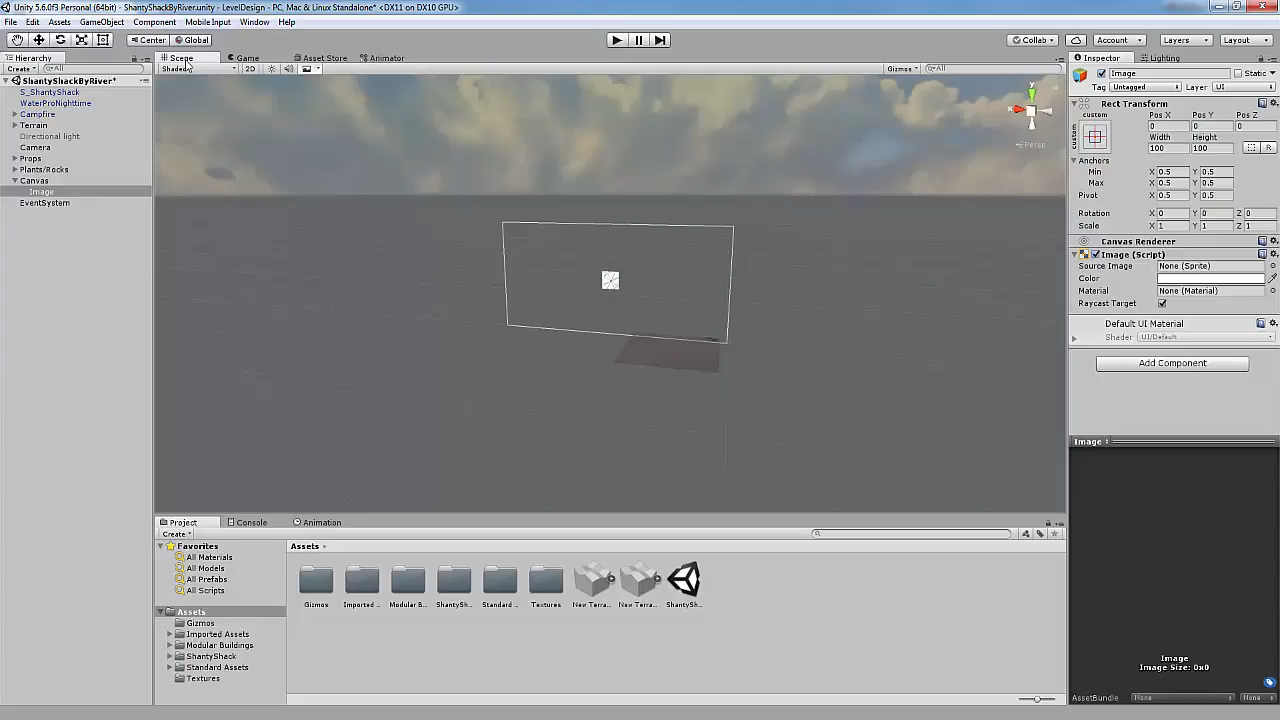 Unity 5.6.0f3 Personal (64bit) - ShantyShackByRiver.unity - LevelDesign - PC, Mac & Linux Standalone* <DX11 on DX10 GPU>
File Edit Assets GameObject Component Mobile Input Window Help
Center Global Collab Account Layers Layout
Hierarchy Scene Game Asset Store Animator Inspector Lighting
Create All Shaded 2D Gizmos All Image Static
ShantyShackByRiver* Tag Untagged Layer UI
S_ShantyShack
WaterProNighttime
Campfire
Terrain
Directional light
Camera
Props
Plants/Rocks
Canvas
Image
EventSystem
y
x
Persp
Rect Transform
custom Pos X Pos Y Pos Z
custom 0 0 0
Width Height
100 100 R
Anchors
Min X 0.5 Y 0.5
Max X 0.5 Y 0.5
Pivot X 0.5 Y 0.5
Rotation X 0 Y 0 Z 0
Scale X 1 Y 1 Z 1
Canvas Renderer
Image (Script)
Source Image None (Sprite)
Color
Material None (Material)
Raycast Target
Default UI Material
Shader UI/Default
Add Component
Image
Image
Image Size: 0x0
AssetBundle None None
Project Console Animation
Create
Favorites
All Materials
All Models
All Prefabs
All Scripts
Assets
Gizmos
Imported Assets
Modular Buildings
ShantyShack
Standard Assets
Textures
Assets
Gizmos Imported ... Modular B... ShantySh... Standard ... Textures New Terra... New Terra... ShantySh...